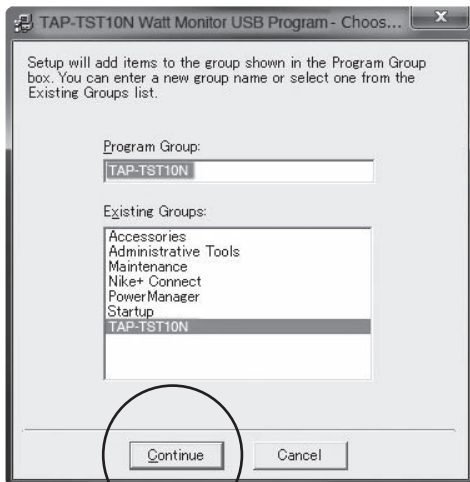 TAP-TST10N Watt Monitor USB Program - Choos...
Setup will add items to the group shown in the Program Group
box. You can enter a new group name or select one from the
Existing Groups list.
Program Group:
TAP-TST10N
Existing Groups:
Accessories
Administrative Tools
Maintenance
Nike+ Connect
PowerManager
Startup
TAP-TST10N
Continue
Cancel